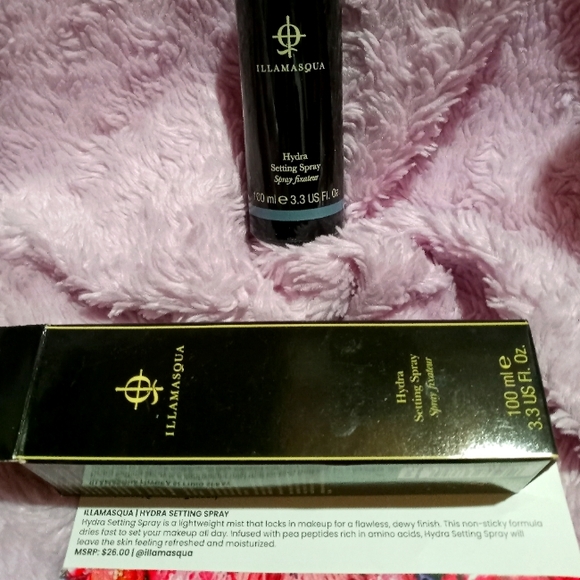 ILLAMASQUA
Hydra
Setting Spray
Spray fixateur
100 ml e 3.3 US Fl. Oz.
ILLAMASQUA
Hydra
Setting Spray
Spray fixateur
100 ml e
3.3 US Fl. Oz.
ILLAMASQUA | HYDRA SETTING SPRAY
Hydra Setting Spray is a lightweight mist that locks in makeup for a flawless, dewy finish. This non-sticky formula
dries fast to set your makeup all day. Infused with pea peptides rich in amino acids, Hydra Setting Spray will
leave the skin feeling refreshed and moisturized.
MSRP: $26.00 | @illamasqua